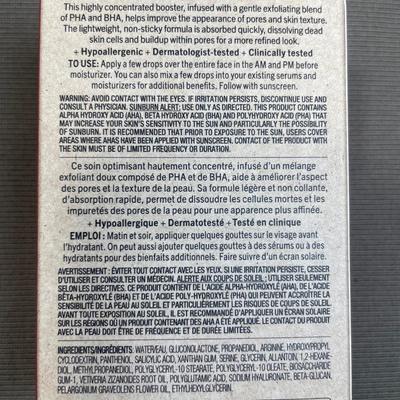 This highly concentrated booster, infused with a gentle exfoliating blend
of PHA and BHA, helps improve the appearance of pores and skin texture.
The lightweight, non-sticky formula is absorbed quickly, dissolving dead
skin cells and buildup within pores for a more refined look.
+ Hypoallergenic + Dermatologist-tested + Clinically tested
TO USE: Apply a few drops over the entire face in the AM and PM before
moisturizer. You can also mix a few drops into your existing serums and
moisturizers for additional benefits. Follow with sunscreen.
WARNING: AVOID CONTACT WITH THE EYES. IF IRRITATION PERSISTS, DISCONTINUE USE AND
CONSULT A PHYSICIAN. SUNBURN ALERT: USE ONLY AS DIRECTED. THIS PRODUCT CONTAINS
ALPHA HYDROXY ACID (AHA), BETA HYDROXY ACID (BHA) AND POLYHYDROXY ACID (PHA) THAT
MAY INCREASE YOUR SKIN'S SENSITIVITY TO THE SUN AND PARTICULARLY THE POSSIBILITY
OF SUNBURN. IT IS RECOMMENDED THAT PRIOR TO EXPOSURE TO THE SUN, USERS COVER
AREAS WHERE AHAS HAVE BEEN APPLIED WITH SUNSCREEN. CONTACT OF THE PRODUCT WITH
THE SKIN MUST BE OF LIMITED FREQUENCY OR DURATION.
Ce soin optimisant hautement concentré, infusé d'un mélange
exfoliant doux composé de PHA et de BHA, aide à améliorer l'aspect
des pores et la texture de la peau. Sa formule légère et non collante,
d'absorption rapide, permet de dissoudre les cellules mortes et les
impuretés des pores de la peau pour une apparence plus affinée.
+ Hypoallergique + Dermatotesté + Testé en clinique
EMPLOI : Matin et soir, appliquer quelques gouttes sur le visage avant
l'hydratant. On peut aussi ajouter quelques gouttes à des sérums ou à des
hydratants pour des bienfaits additionnels. Faire suivre d'un écran solaire.
AVERTISSEMENT : ÉVITER TOUT CONTACT AVEC LES YEUX. SI UNE IRRITATION PERSISTE, CESSER
D'UTILISER ET CONSULTER UN MÉDECIN. ALERTE AUX COUPS DE SOLEIL : UTILISER SEULEMENT
SELON LES DIRECTIVES. CE PRODUIT CONTIENT DE L'ACIDE ALPHA-HYDROXYLÉ (AHA), DE L'ACIDE
BÊTA-HYDROXYLÉ (BHA) ET DE L'ACIDE POLY-HYDROXYLÉ (PHA) QUI PEUVENT ACCROÎTRE LA
SENSIBILITÉ DE LA PEAU AU SOLEIL ET PARTICULIÈREMENT LES RISQUES DE COUPS DE SOLEIL.
AVANT TOUTE EXPOSITION AU SOLEIL, IL EST RECOMMANDÉ D'APPLIQUER UN ÉCRAN SOLAIRE
SUR LES RÉGIONS OÙ UN PRODUIT CONTENANT DES AHA A ÉTÉ APPLIQUÉ. LE CONTACT DU PRODUIT
AVEC LA PEAU DOIT ÊTRE DE FRÉQUENCE ET DE DURÉE LIMITÉES.
INGREDIENTS/INGRÉDIENTS: WATER/EAU, GLUCONOLACTONE, PROPANEDIOL, ARGININE, HYDROXYPROPYL
CYCLODEXTRIN, PANTHENOL, SALICYLIC ACID, XANTHAN GUM, SERINE, GLYCERIN, ALLANTOIN, 1,2-HEXANE-
DIOL, METHYLPROPANEDIOL, POLYGLYCERYL-10 STEARATE, POLYGLYCERYL-10 OLEATE, BIOSACCHARIDE
GUM-1, VETIVERIA ZIZANOIDES ROOT OIL, POLYGLUTAMIC ACID, SODIUM HYALURONATE, BETA-GLUCAN,
PELARGONIUM GRAVEOLENS FLOWER OIL, ETHYLHEXYLGLYCERIN.